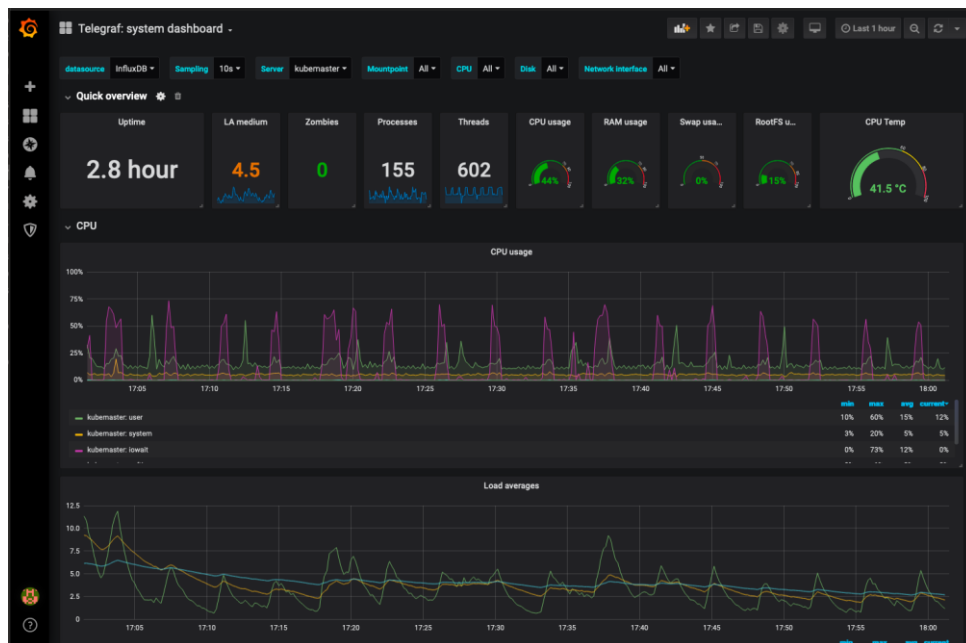 Telegraf: system dashboard
Last 1 hour
datasource InfluxDB Sampling 10s Server kubemaster Mountpoint All CPU All Disk All Network interface All
Quick overview
Uptime LA medium Zombies Processes Threads CPU usage RAM usage Swap usa... RootFS u... CPU Temp
2.8 hour 4.5 0 155 602 44% 32% 0% 15% 41.5 °C
CPU
CPU usage
100%
75%
50%
25%
0%
17:05 17:10 17:15 17:20 17:25 17:30 17:35 17:40 17:45 17:50 17:55 18:00
min max avg current
kubemaster: user 10% 60% 15% 12%
kubemaster: system 3% 20% 5% 5%
kubemaster: iowait 0% 73% 12% 0%
Load averages
12.5
10.0
7.5
5.0
2.5
0
17:05 17:10 17:15 17:20 17:25 17:30 17:35 17:40 17:45 17:50 17:55 18:00